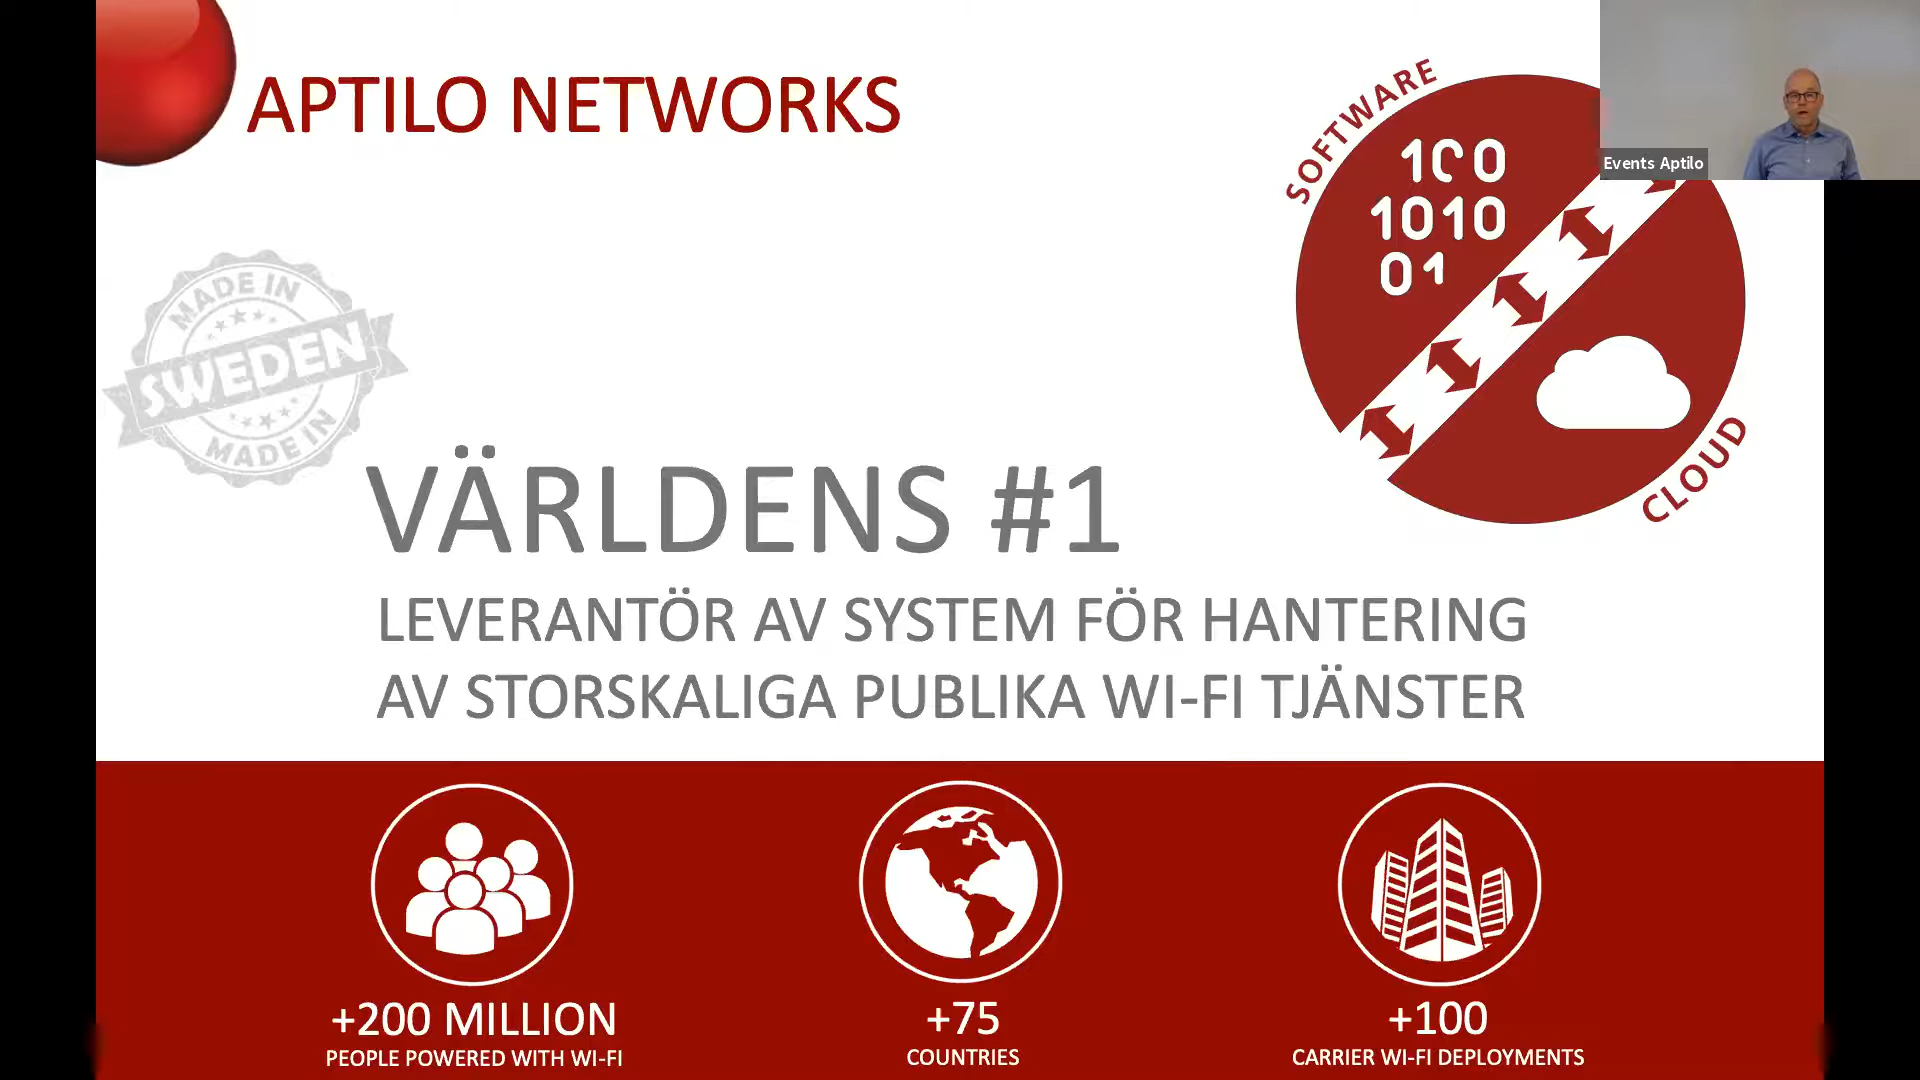 APTILO NETWORKS
SOFTWARE
100
1010
01
CLOUD
Events Aptilo
MADE IN
SWEDEN
MADE IN
VÄRLDENS #1
LEVERANTÖR AV SYSTEM FÖR HANTERING
AV STORSKALIGA PUBLIKA WI-FI TJÄNSTER
+200 MILLION
PEOPLE POWERED WITH WI-FI
+75
COUNTRIES
+100
CARRIER WI-FI DEPLOYMENTS